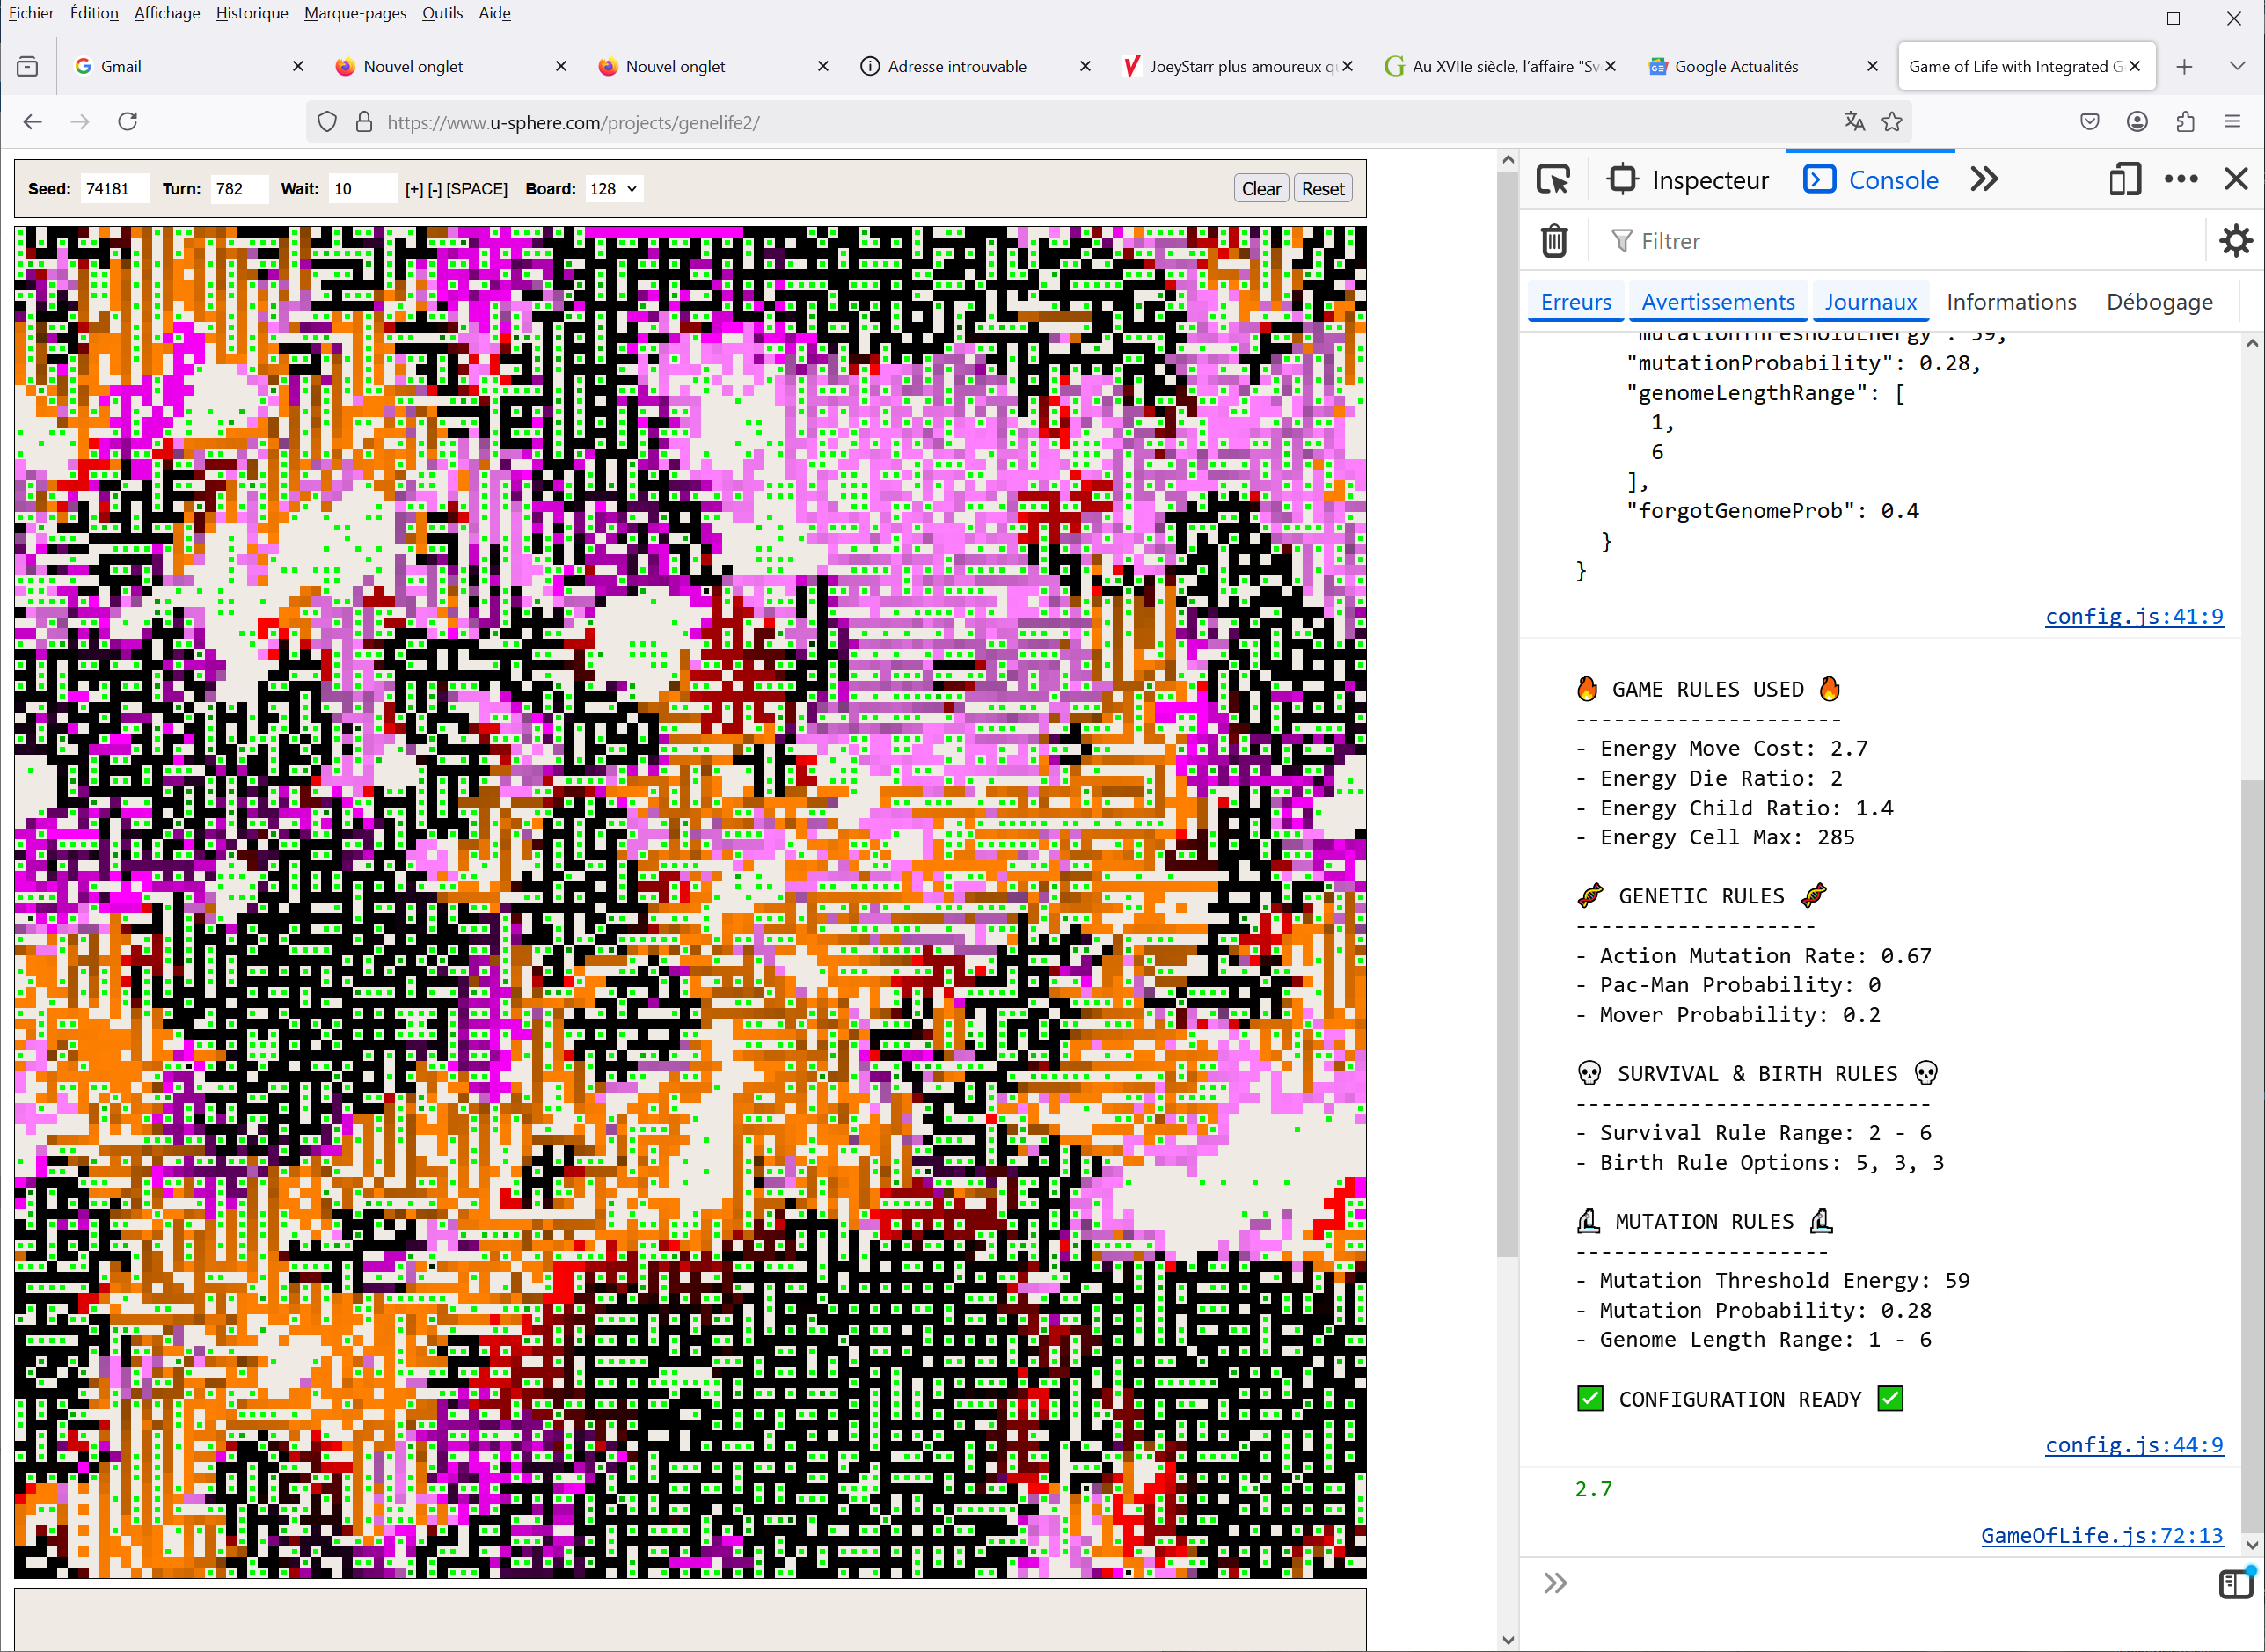 Fichier Édition Affichage Historique Marque-pages Outils Aide
Gmail
Nouvel onglet
Nouvel onglet
Adresse introuvable
JoeyStarr plus amoureux q
Au XVIIe siècle, l'affaire "Sv
Google Actualités
Game of Life with Integrated G
https://www.u-sphere.com/projects/genelife2/
Seed: 74181 Turn: 782 Wait: 10 [+] [-] [SPACE] Board: 128 Clear Reset
Inspecteur Console
Filtrer
Erreurs Avertissements Journaux Informations Débogage
"mutationThresholdEnergy": 59,
"mutationProbability": 0.28,
"genomeLengthRange": [
1,
6
],
"forgotGenomeProb": 0.4
}
}
config.js:41:9
🔥 GAME RULES USED 🔥
----------------------
- Energy Move Cost: 2.7
- Energy Die Ratio: 2
- Energy Child Ratio: 1.4
- Energy Cell Max: 285
🧬 GENETIC RULES 🧬
--------------------
- Action Mutation Rate: 0.67
- Pac-Man Probability: 0
- Mover Probability: 0.2
💀 SURVIVAL & BIRTH RULES 💀
-----------------------------
- Survival Rule Range: 2 - 6
- Birth Rule Options: 5, 3, 3
🔬 MUTATION RULES 🔬
---------------------
- Mutation Threshold Energy: 59
- Mutation Probability: 0.28
- Genome Length Range: 1 - 6
✅ CONFIGURATION READY ✅
config.js:44:9
2.7
GameOfLife.js:72:13